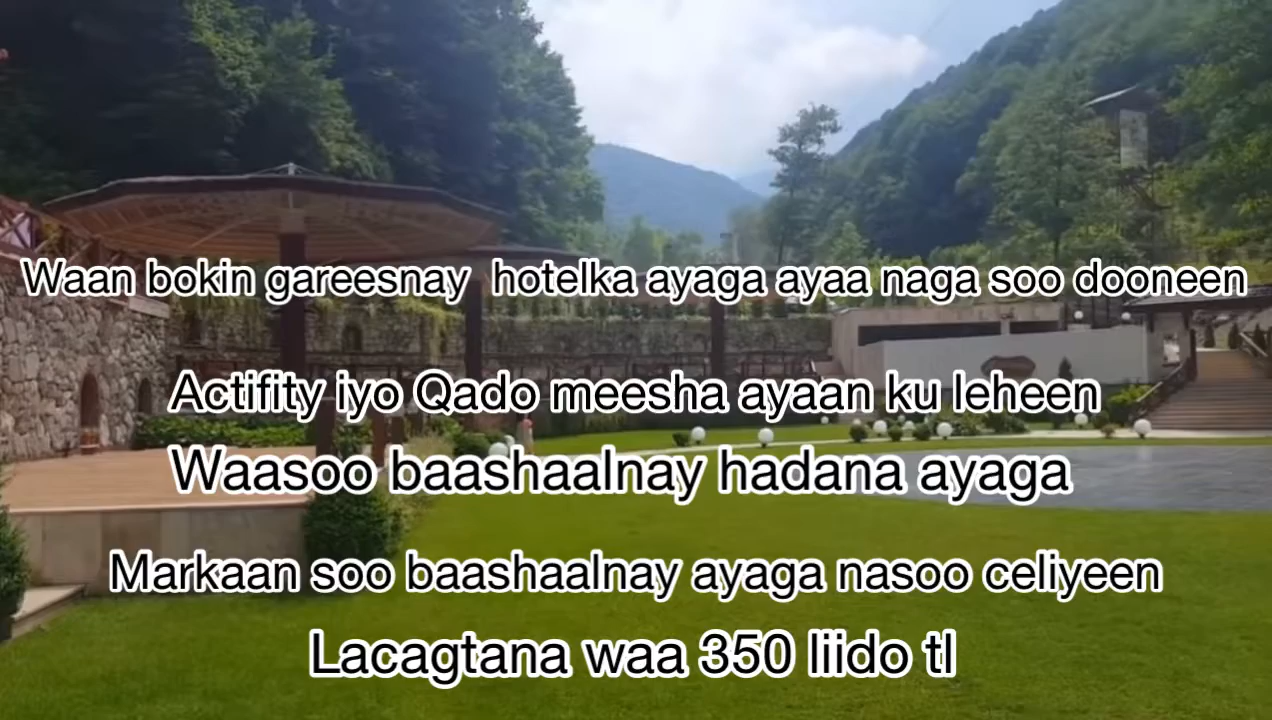 Waan bokin gareesnay hotelka ayaga ayaa naga soo dooneen
Actifity iyo Qado meesha ayaan ku leheen
Waasoo baashaalnay hadana ayaga
Markaan soo baashaalnay ayaga nasoo celiyeen
Lacagtana waa 350 liido tl